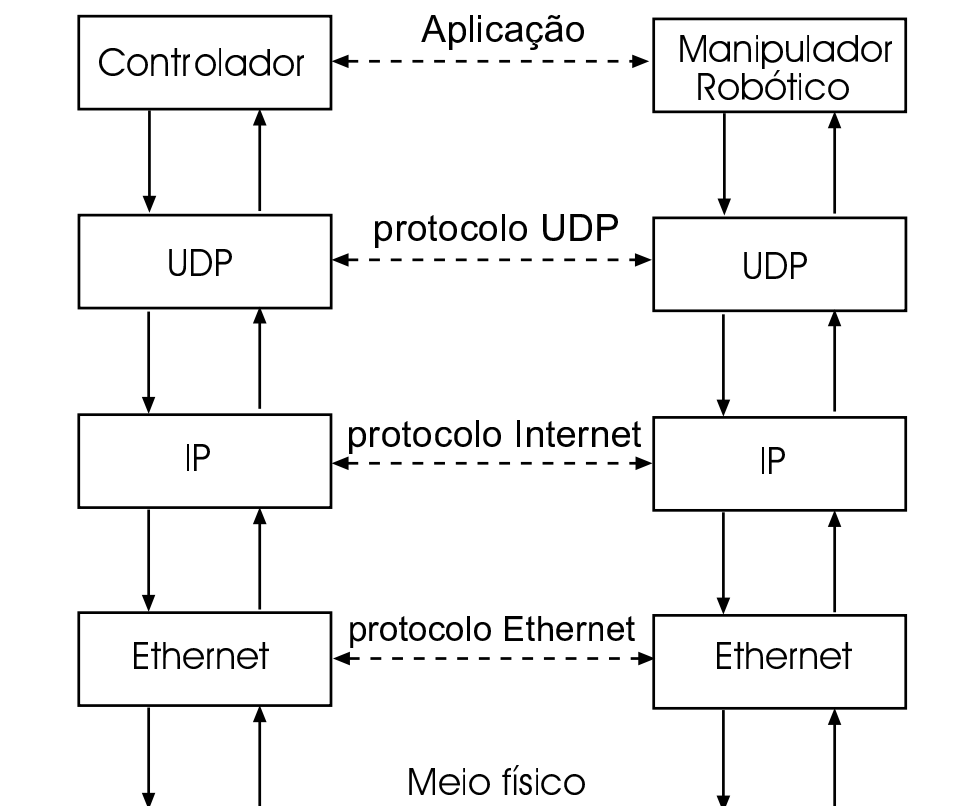 Controlador
Aplicação
Manipulador
Robótico
UDP
protocolo UDP
UDP
IP
protocolo Internet
IP
Ethernet
protocolo Ethernet
Ethernet
Meio físico